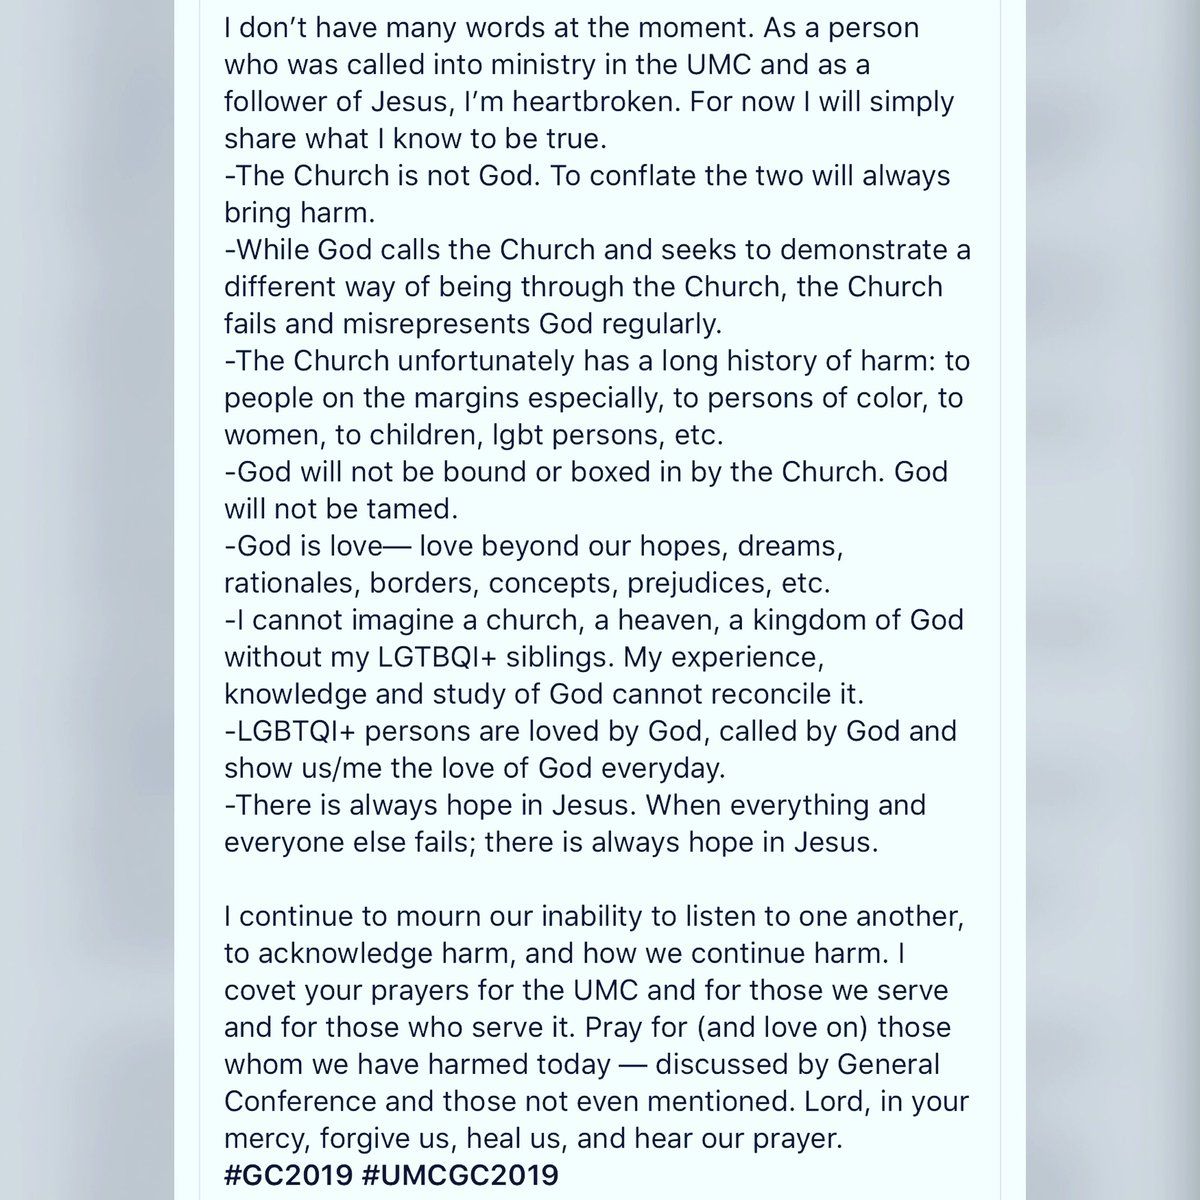 I don’t have many words at the moment. As a person
who was called into ministry in the UMC and as a
follower of Jesus, I’m heartbroken. For now I will simply
share what I know to be true.
-The Church is not God. To conflate the two will always
bring harm.
-While God calls the Church and seeks to demonstrate a
different way of being through the Church, the Church
fails and misrepresents God regularly.
-The Church unfortunately has a long history of harm: to
people on the margins especially, to persons of color, to
women, to children, lgbt persons, etc.
-God will not be bound or boxed in by the Church. God
will not be tamed.
-God is love— love beyond our hopes, dreams,
rationales, borders, concepts, prejudices, etc.
-I cannot imagine a church, a heaven, a kingdom of God
without my LGTBQI+ siblings. My experience,
knowledge and study of God cannot reconcile it.
-LGBTQI+ persons are loved by God, called by God and
show us/me the love of God everyday.
-There is always hope in Jesus. When everything and
everyone else fails; there is always hope in Jesus.
I continue to mourn our inability to listen to one another,
to acknowledge harm, and how we continue harm. I
covet your prayers for the UMC and for those we serve
and for those who serve it. Pray for (and love on) those
whom we have harmed today — discussed by General
Conference and those not even mentioned. Lord, in your
mercy, forgive us, heal us, and hear our prayer.
#GC2019 #UMCGC2019